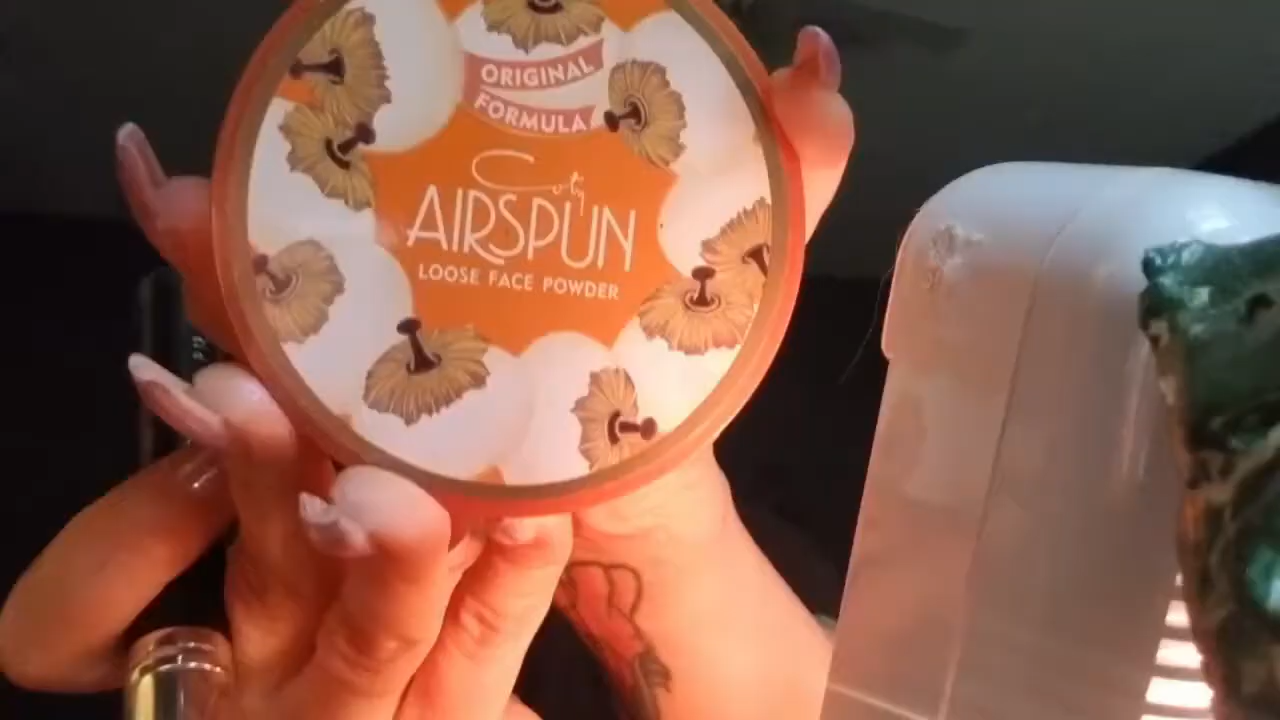 ORIGINAL
FORMULA
Coty
AIRSPUN
LOOSE FACE POWDER